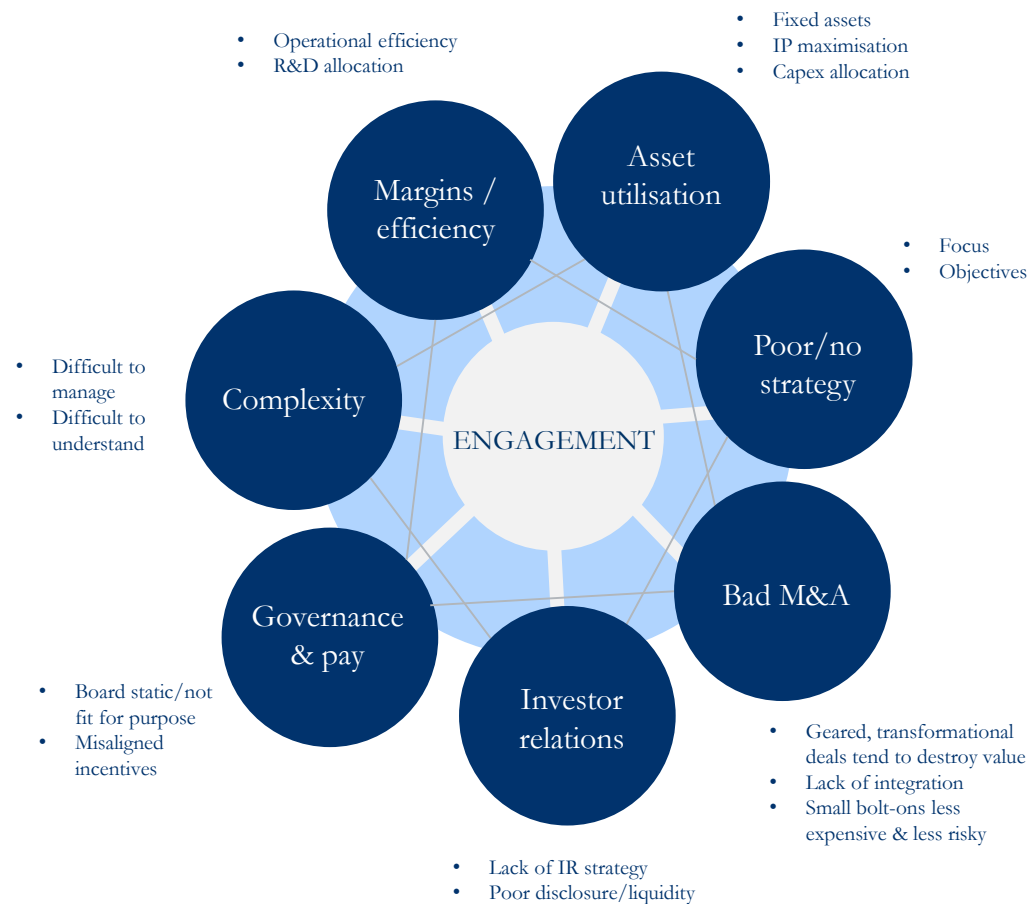 • Operational efficiency
• R&D allocation
• Fixed assets
• IP maximisation
• Capex allocation
Margins /
efficiency
Asset
utilisation
• Focus
• Objectives
Poor/no
strategy
• Difficult to
manage
• Difficult to
understand
Complexity
ENGAGEMENT
Bad M&A
Governance
& pay
Investor
relations
• Board static/not
fit for purpose
• Misaligned
incentives
• Geared, transformational
deals tend to destroy value
• Lack of integration
• Small bolt-ons less
expensive & less risky
• Lack of IR strategy
• Poor disclosure/liquidity